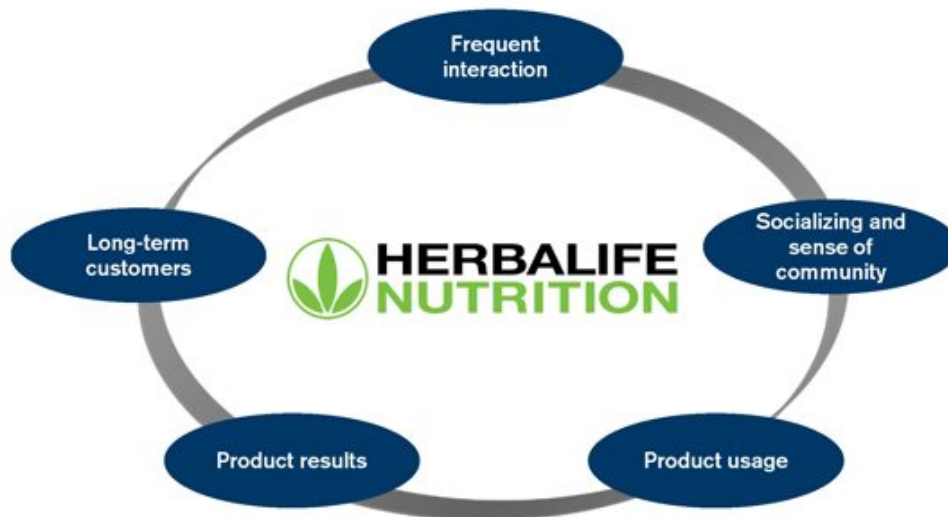 Frequent
interaction
Socializing and
sense of
community
Long-term
customers
HERBALIFE
NUTRITION
Product results
Product usage